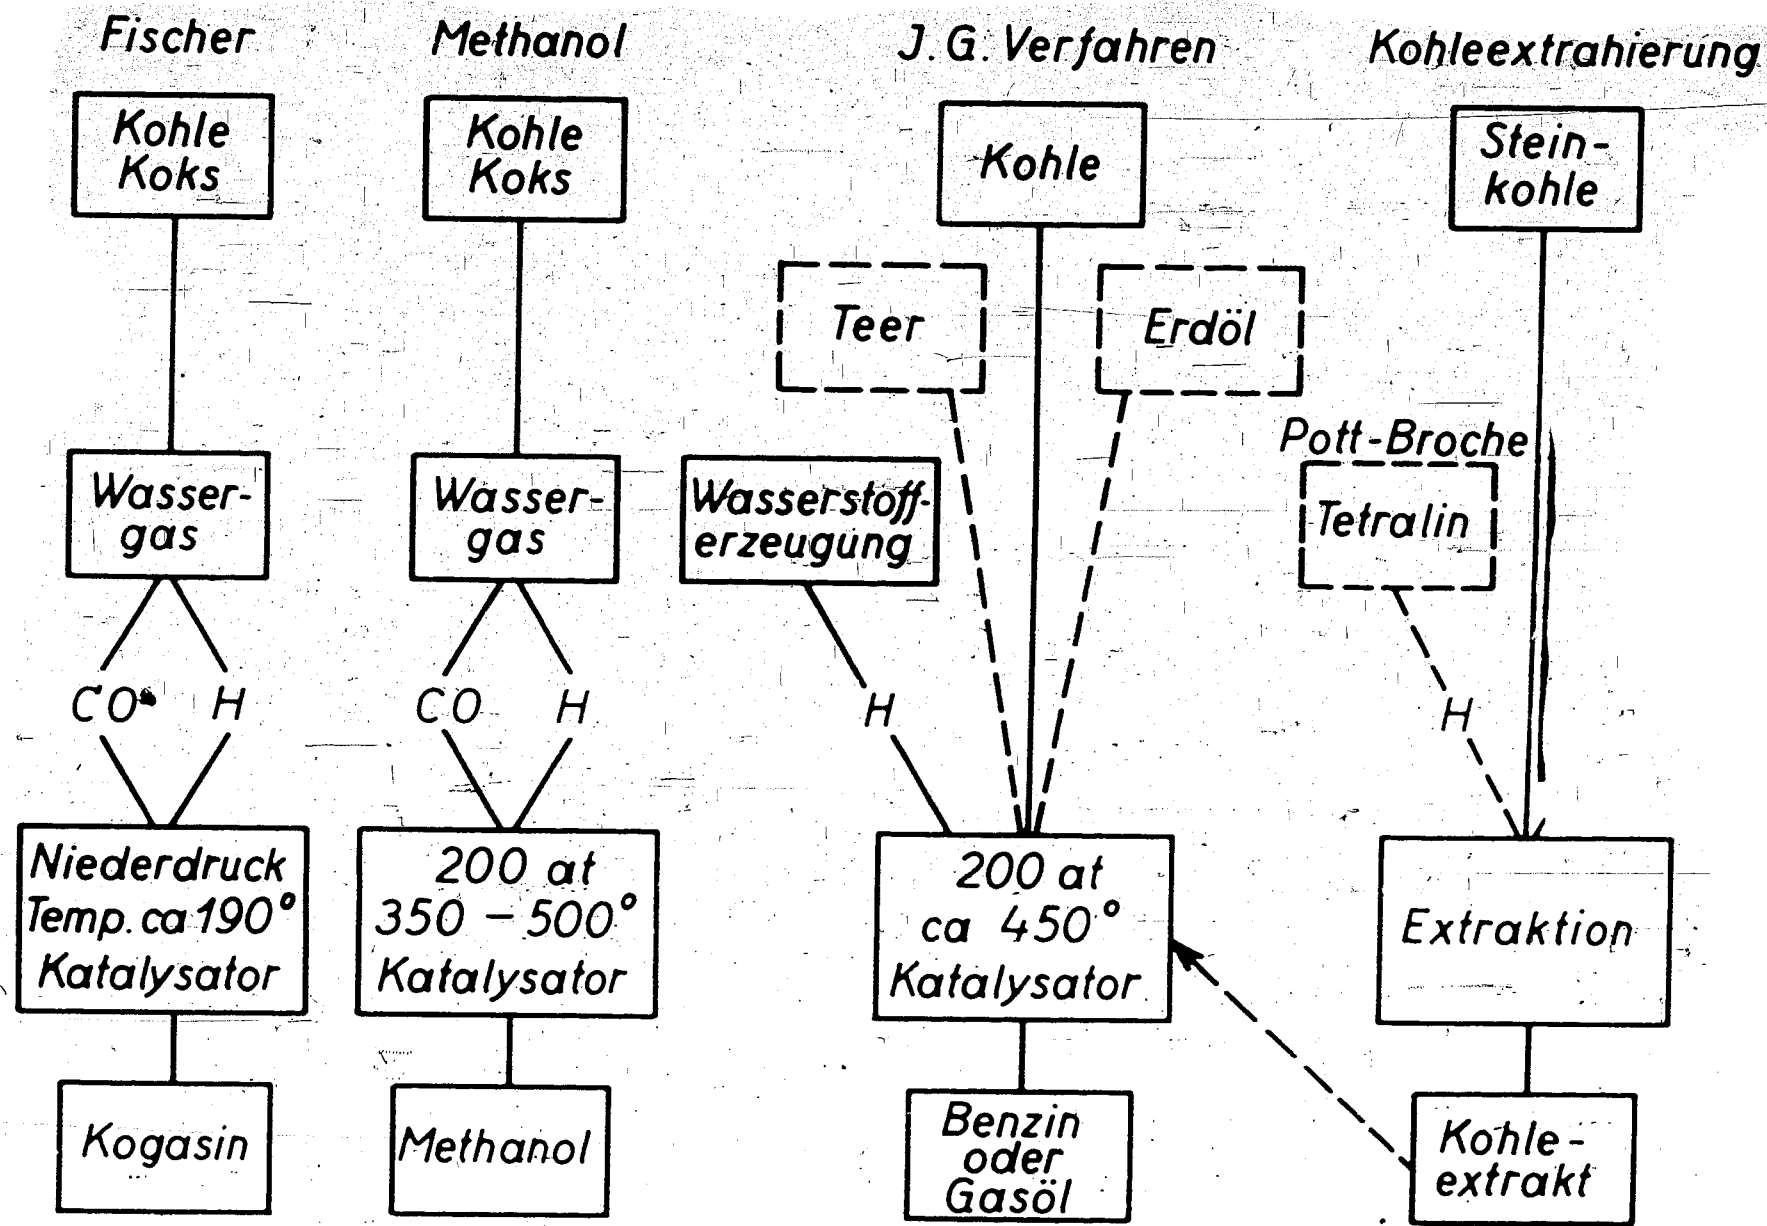 Fischer
Kohle
Koks
Wasser-
gas
CO H
Niederdruck
Temp. ca 190°
Katalysator
Kogasin
Methanol
Kohle
Koks
Wasser-
gas
CO H
200 at
350 – 500°
Katalysator
Methanol
J. G. Verfahren
Kohle
Teer
Erdöl
Wasserstoff-
erzeugung
H
200 at
ca 450°
Katalysator
Benzin
oder
Gasöl
Kohleextrahierung
Stein-
kohle
Pott-Broche
Tetralin
H
Extraktion
Kohle-
extrakt